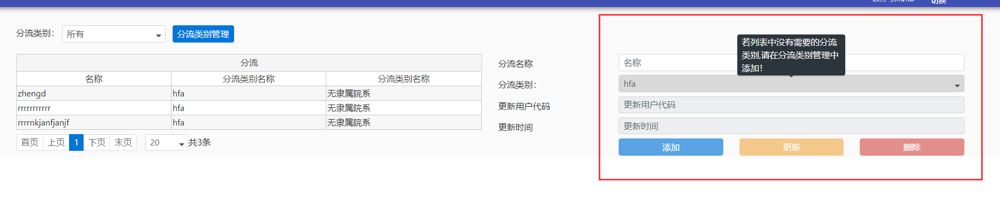 切换
分流类别： 所有 分流类别管理
若列表中没有需要的分流
类别,请在分流类别管理中
添加！
分流
名称 分流类别名称 分流类别名称
zhengd hfa 无隶属院系
rrrrrrrrrrr hfa 无隶属院系
rrrrnkjanfjanjf hfa 无隶属院系
首页 上页 1 下页 末页 20 共3条
分流名称 名称
分流类别： hfa
更新用户代码 更新用户代码
更新时间 更新时间
添加 更新 删除